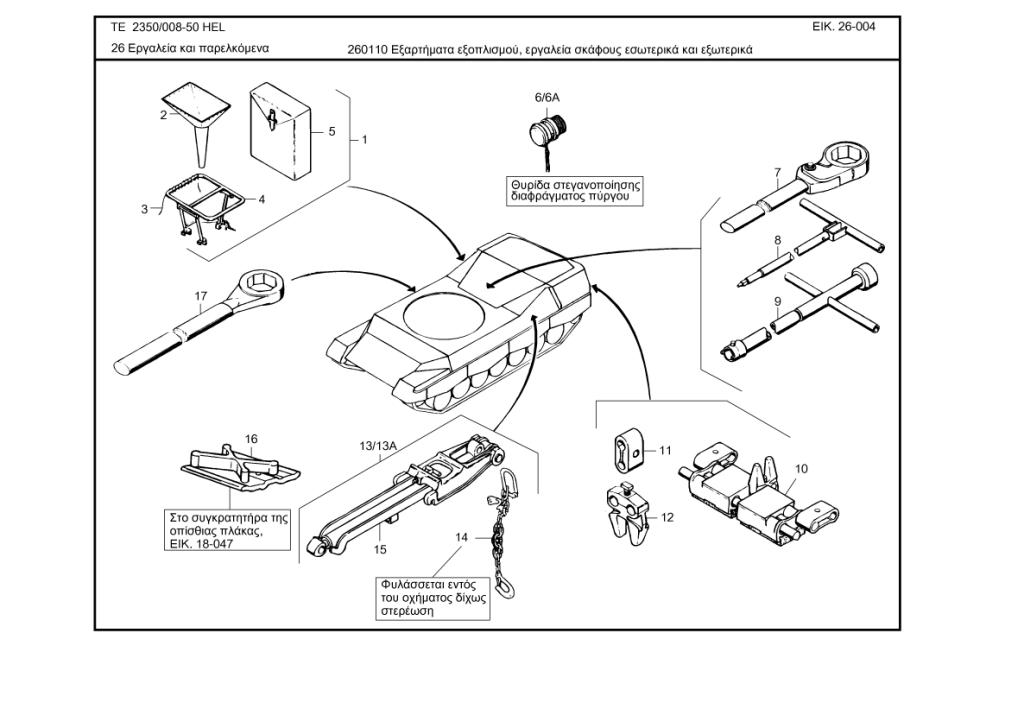 TE 2350/008-50 HEL
ΕΙΚ. 26-004
26 Εργαλεία και παρελκόμενα
260110 Εξαρτήματα εξοπλισμού, εργαλεία σκάφους εσωτερικά και εξωτερικά
2
5
1
3
4
6/6A
Θυρίδα στεγανοποίησης
διαφράγματος πύργου
7
8
9
17
16
Στο συγκρατητήρα της
οπίσθιας πλάκας,
ΕΙΚ. 18-047
13/13A
15
14
Φυλάσσεται εντός
του οχήματος δίχως
στερέωση
11
12
10